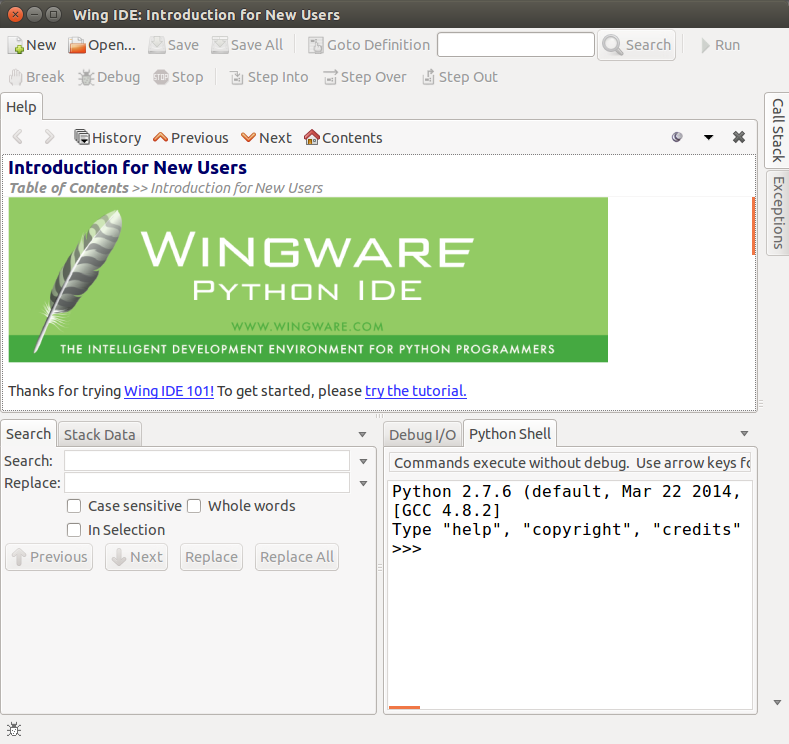 Wing IDE: Introduction for New Users
New Open... Save Save All Goto Definition Search Run
Break Debug STOP Stop Step Into Step Over Step Out
Help
History Previous Next Contents
Call Stack
Exceptions
Introduction for New Users
Table of Contents >> Introduction for New Users
WINGWARE
PYTHON IDE
WWW.WINGWARE.COM
THE INTELLIGENT DEVELOPMENT ENVIRONMENT FOR PYTHON PROGRAMMERS
Thanks for trying Wing IDE 101! To get started, please try the tutorial.
Search Stack Data
Search:
Replace:
Case sensitive Whole words
In Selection
Previous Next Replace Replace All
Debug I/O Python Shell
Commands execute without debug. Use arrow keys fo
Python 2.7.6 (default, Mar 22 2014,
[GCC 4.8.2]
Type "help", "copyright", "credits"
>>>